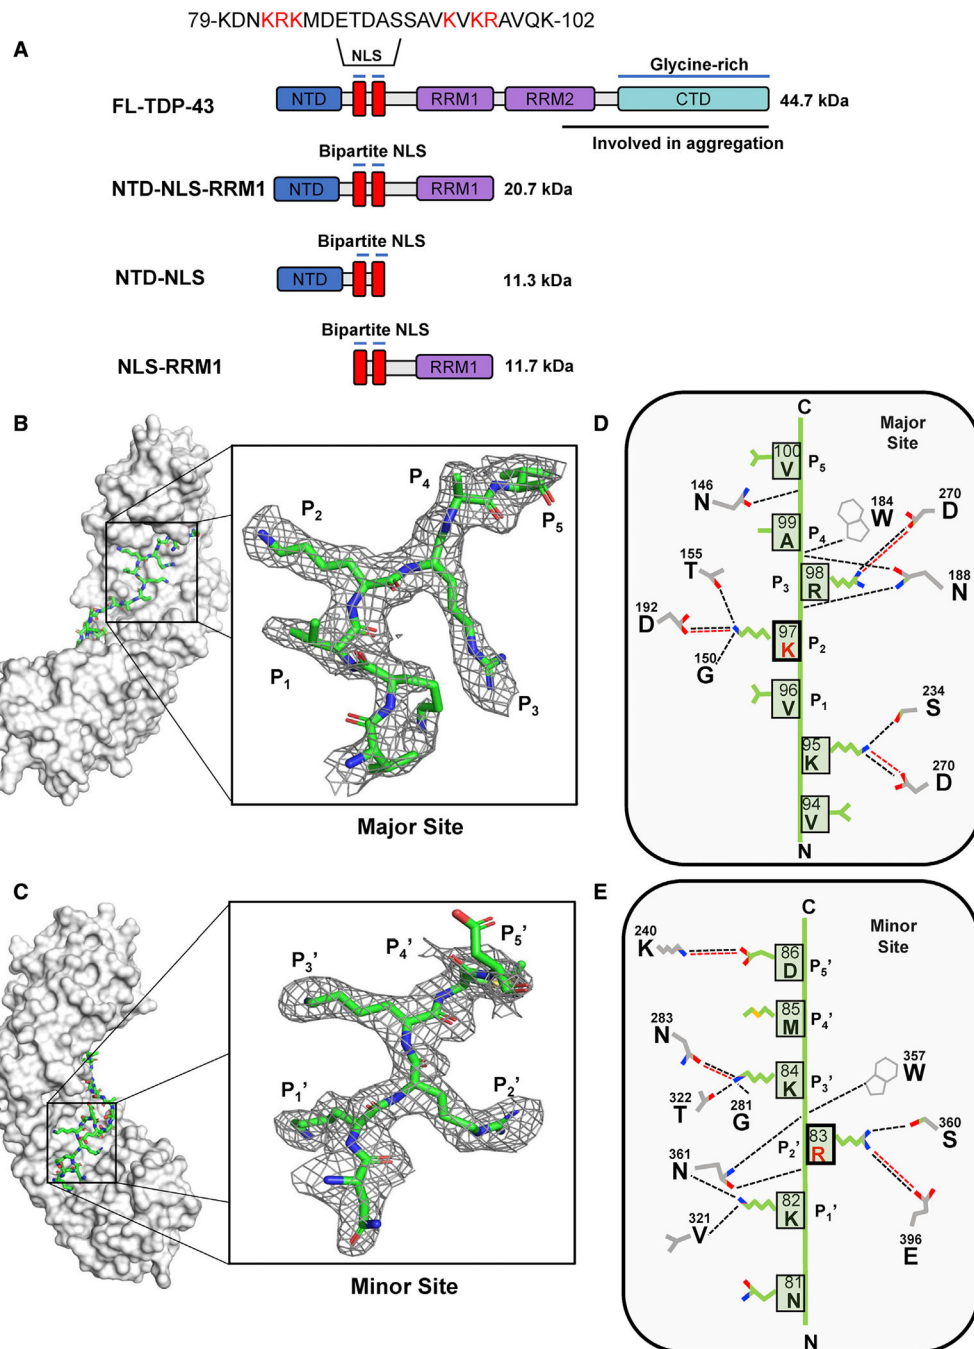 79-KDNKRKMDETDASSAVKVKRAVQK-102
A
NLS
Glycine-rich
FL-TDP-43
NTD
RRM1
RRM2
CTD
44.7 kDa
Involved in aggregation
Bipartite NLS
NTD-NLS-RRM1
NTD
RRM1
20.7 kDa
Bipartite NLS
NTD-NLS
NTD
11.3 kDa
Bipartite NLS
NLS-RRM1
RRM1
11.7 kDa
B
P4
P2
P5
P1
P3
Major Site
D
C
Major
Site
100
V
P5
146
N
184
W
270
D
99
A
P4
155
T
P3
98
R
188
N
192
D
97
K
P2
150
G
96
V
P1
234
S
95
K
270
D
94
V
N
C
P5'
P4'
P3'
P1'
P2'
Minor Site
E
C
Minor
Site
240
K
86
D
P5'
85
M
P4'
283
N
357
W
84
K
P3'
322
T
281
G
83
R
360
S
P2'
361
N
82
K
P1'
321
V
396
E
81
N
N